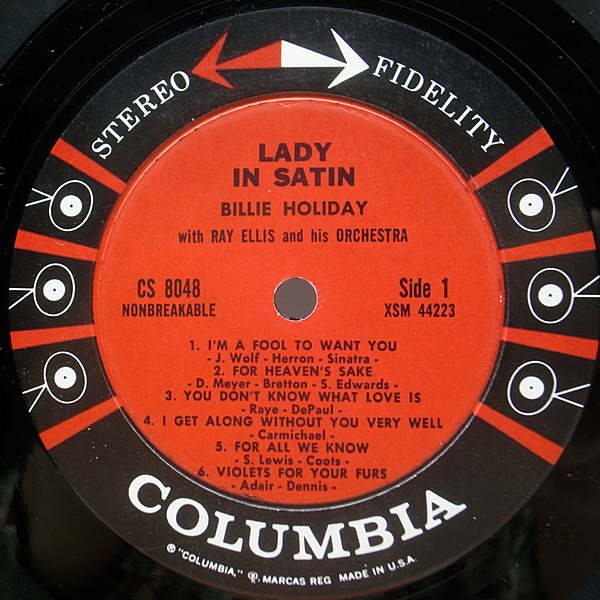 STEREO FIDELITY
LADY
IN SATIN
BILLIE HOLIDAY
with RAY ELLIS and his ORCHESTRA
CS 8048
NONBREAKABLE
Side 1
XSM 44223
1. I'M A FOOL TO WANT YOU
- J. Wolf - Herron - Sinatra -
2. FOR HEAVEN'S SAKE
- D. Meyer - Bretton - S. Edwards -
3. YOU DON'T KNOW WHAT LOVE IS
- Raye - DePaul -
4. I GET ALONG WITHOUT YOU VERY WELL
- Carmichael -
5. FOR ALL WE KNOW
- S. Lewis - Coots -
6. VIOLETS FOR YOUR FURS
- Adair - Dennis -
COLUMBIA
® "COLUMBIA," ®. MARCAS REG MADE IN U.S.A.